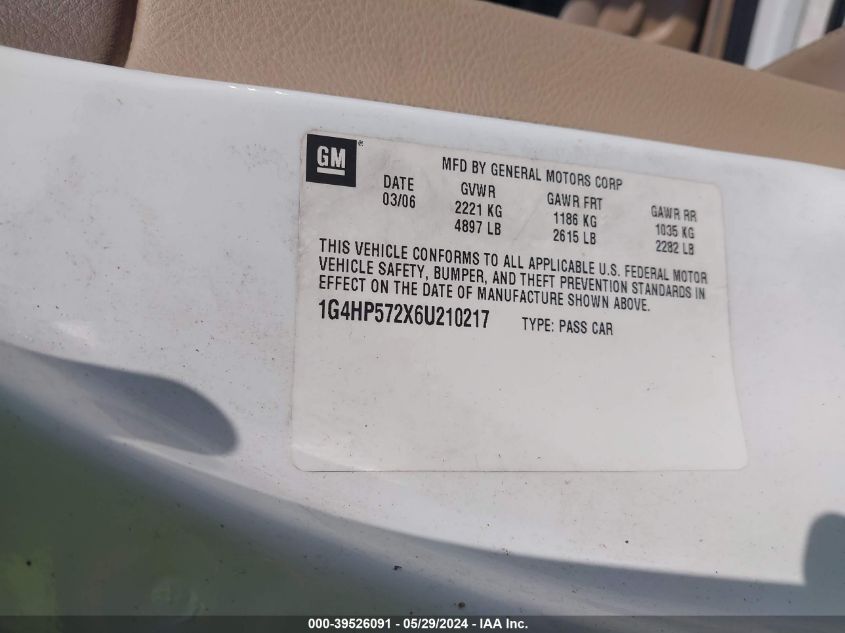 GM®
MFD BY GENERAL MOTORS CORP
DATE GVWR GAWR FRT GAWR RR
03/06 2221 KG 1186 KG 1035 KG
4897 LB 2615 LB 2282 LB
THIS VEHICLE CONFORMS TO ALL APPLICABLE U.S. FEDERAL MOTOR
VEHICLE SAFETY, BUMPER, AND THEFT PREVENTION STANDARDS IN
EFFECT ON THE DATE OF MANUFACTURE SHOWN ABOVE.
1G4HP572X6U210217 TYPE: PASS CAR
000-39526091 - 05/29/2024 - IAA Inc.